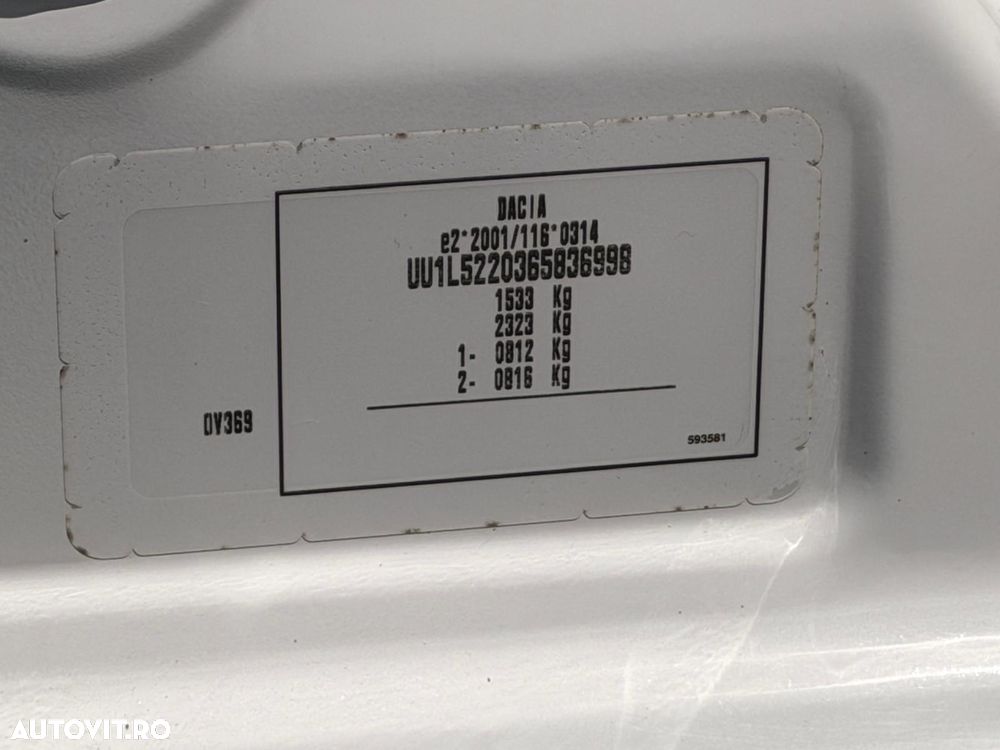 DACIA
e2*2001/116*0314
UU1L5220365836998
1533 Kg
2323 Kg
1- 0812 Kg
2- 0816 Kg
0V369
593581
AUTOVIT.RO